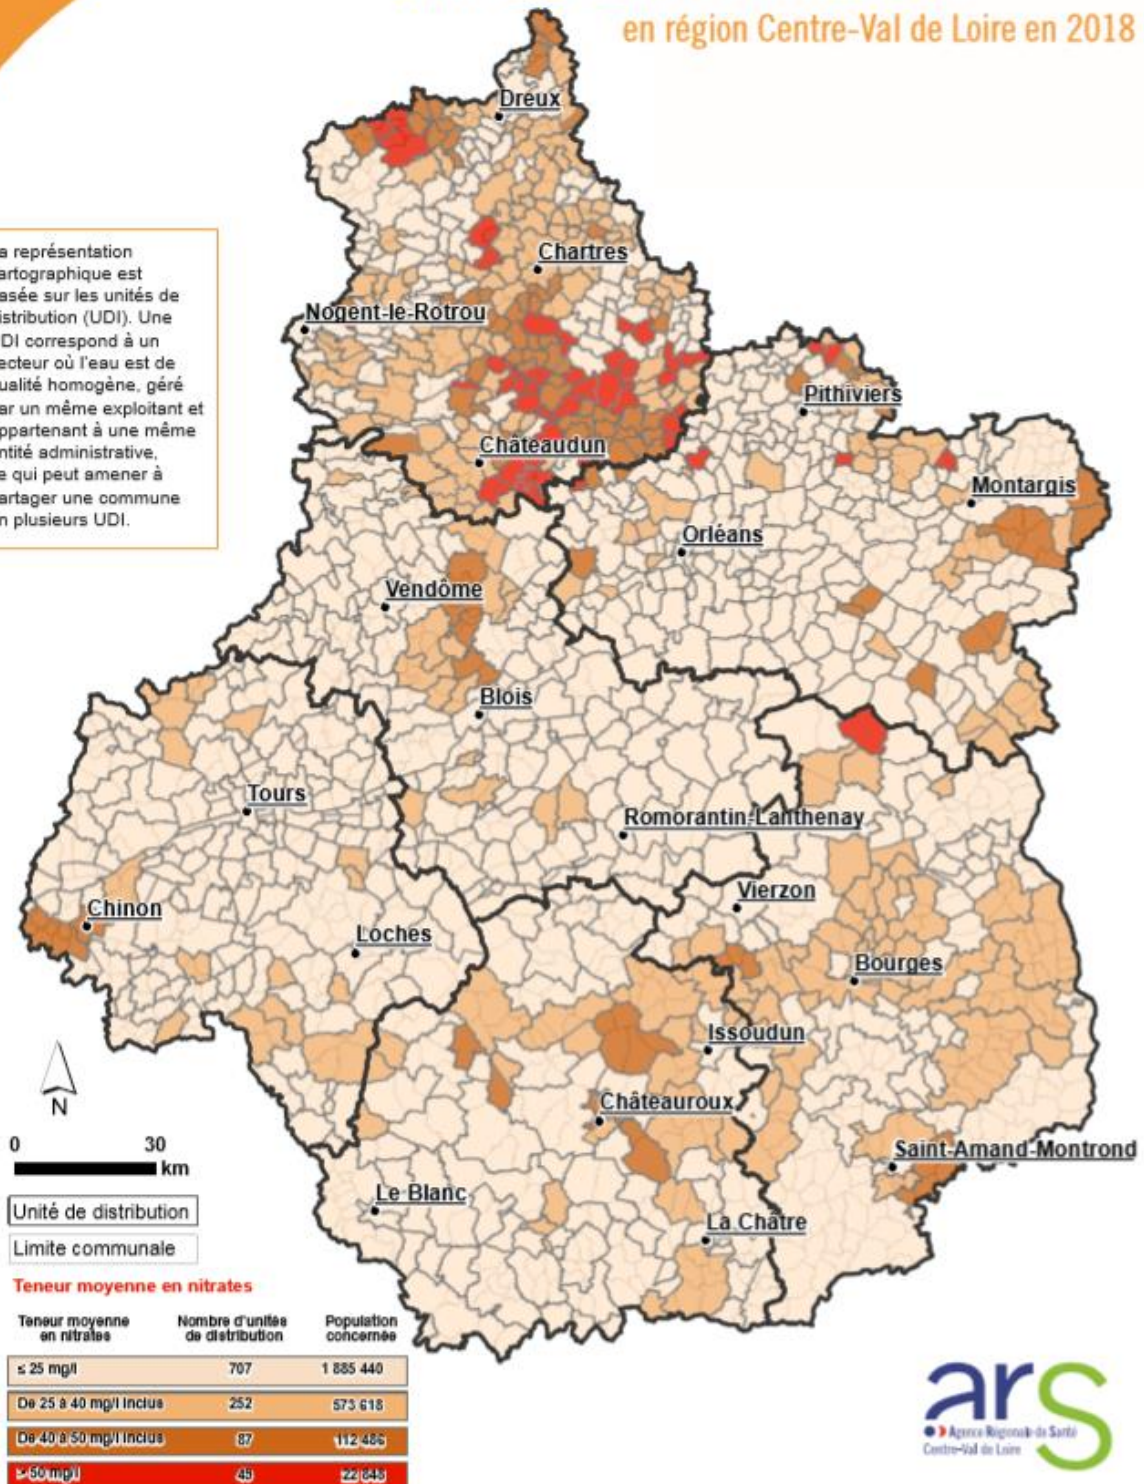 en région Centre-Val de Loire en 2018
Dreux
a représentation
artographique est
asée sur les unités de
istribution (UDI). Une
DI correspond à un
ecteur où l'eau est de
ualité homogène, géré
ar un même exploitant et
ppartenant à une même
ntité administrative,
e qui peut amener à
artager une commune
n plusieurs UDI.
Chartres
Nogent-le-Rotrou
Pithiviers
Châteaudun
Montargis
Orléans
Vendôme
Blois
Tours
Romorantin-Lanthenay
Vierzon
Chinon
Loches
Bourges
Issoudun
Châteauroux
Saint-Amand-Montrond
Le Blanc
La Châtre
N
0 30
km
Unité de distribution
Limite communale
Teneur moyenne en nitrates
Teneur moyenne en nitrates Nombre d'unités de distribution Population concernée
≤ 25 mg/l 707 1 885 440
De 25 à 40 mg/l inclus 252 573 618
De 40 à 50 mg/l inclus 87 112 486
> 50 mg/l 45 22 848
ars
Agence Régionale de Santé
Centre-Val de Loire